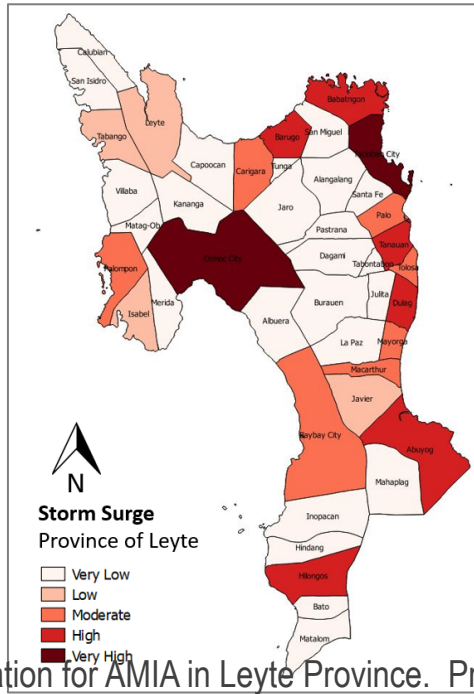 Calubian
San Isidro
Leyte
Tabango
Babatngon
Barugo
San Miguel
City
Capoocan
Carigara
Tunga
Alangalang
Santa Fe
Villaba
Kananga
Jaro
Palo
Matag-Ob
Pastrana
Tanauan
Ormoc City
Dagami
Tabontabon
Tolosa
Palompon
Merida
Isabel
Burauen
Julita
Dulag
Albuera
La Paz
Mayorga
Macarthur
Javier
Baybay City
Abuyog
Mahaplag
N
Storm Surge
Province of Leyte
Very Low
Low
Moderate
High
Very High
Inopacan
Hindang
Hilongos
Bato
Matalom
ation for AMIA in Leyte Province. Pr